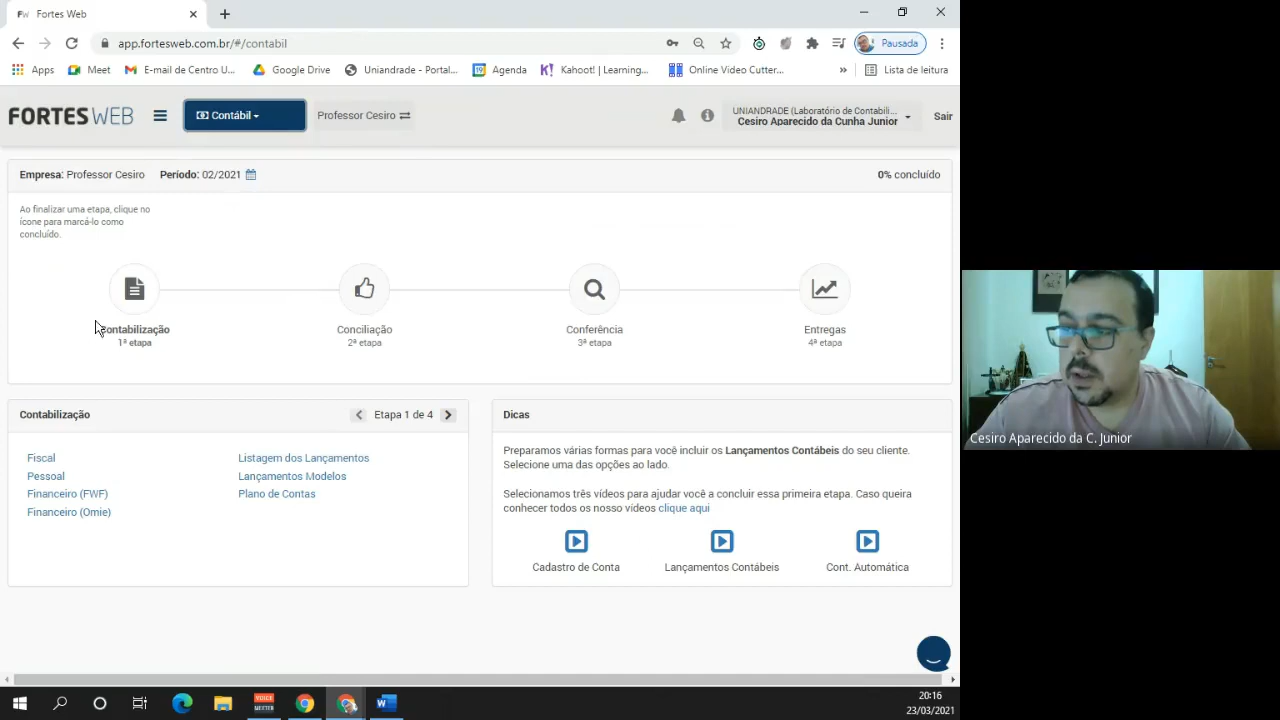 Fortes Web
app.fortesweb.com.br/#/contabil
Pausada
Apps
Meet
E-mail de Centro U...
Google Drive
Uniandrade - Portal...
Agenda
Kahoot! | Learning...
Online Video Cutter...
»
Lista de leitura
FORTES WEB
Contábil
Professor Cesiro
UNIANDRADE (Laboratório de Contabili...
Cesiro Aparecido da Cunha Junior
Sair
Empresa: Professor Cesiro
Período: 02/2021
0% concluído
Ao finalizar uma etapa, clique no
ícone para marcá-lo como
concluído.
Contabilização
1ª etapa
Conciliação
2ª etapa
Conferência
3ª etapa
Entregas
4ª etapa
Contabilização
Etapa 1 de 4
Fiscal
Pessoal
Financeiro (FWF)
Financeiro (Omie)
Listagem dos Lançamentos
Lançamentos Modelos
Plano de Contas
Dicas
Preparamos várias formas para você incluir os Lançamentos Contábeis do seu cliente.
Selecione uma das opções ao lado.
Selecionamos três vídeos para ajudar você a concluir essa primeira etapa. Caso queira
conhecer todos os nosso vídeos clique aqui
Cadastro de Conta
Lançamentos Contábeis
Cont. Automática
Cesiro Aparecido da C. Junior
VOICE
MEETER
20:16
23/03/2021